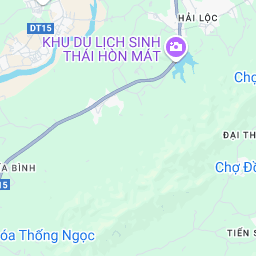 HẢI LỘC
DT15
KHU DU LỊCH SINH
THÁI HÒN MÁT
Chợ
ĐẠI TH
A BÌNH
Chợ Đồ
15
TIÊN S
óa Thống Ngọc